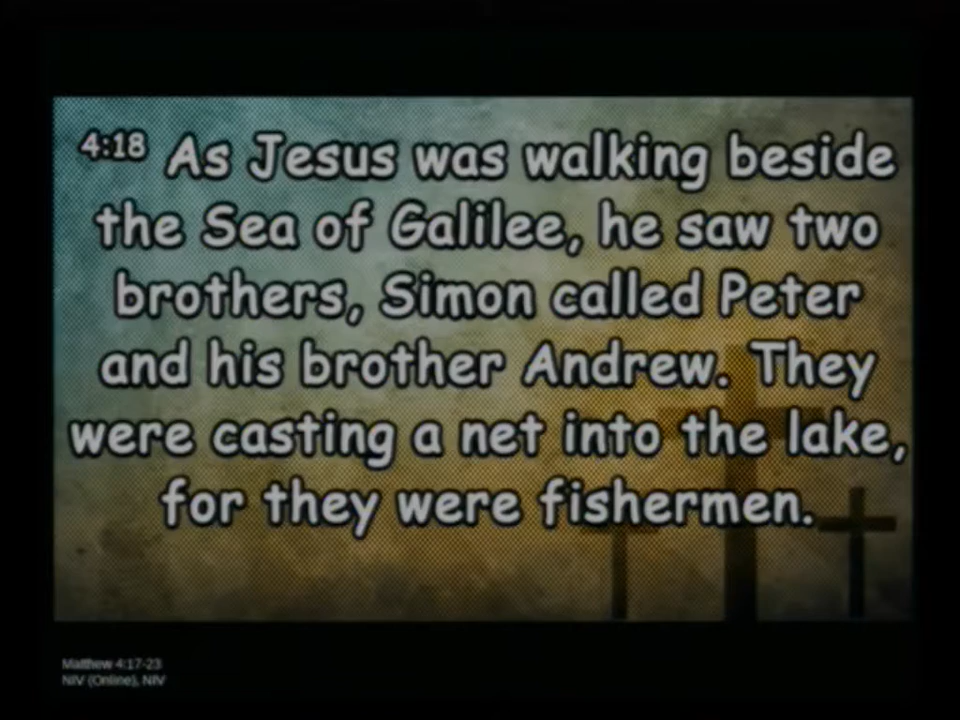 4:18 As Jesus was walking beside
the Sea of Galilee, he saw two
brothers, Simon called Peter
and his brother Andrew. They
were casting a net into the lake,
for they were fishermen.
Matthew 4:17-23
NIV (Online), NIV